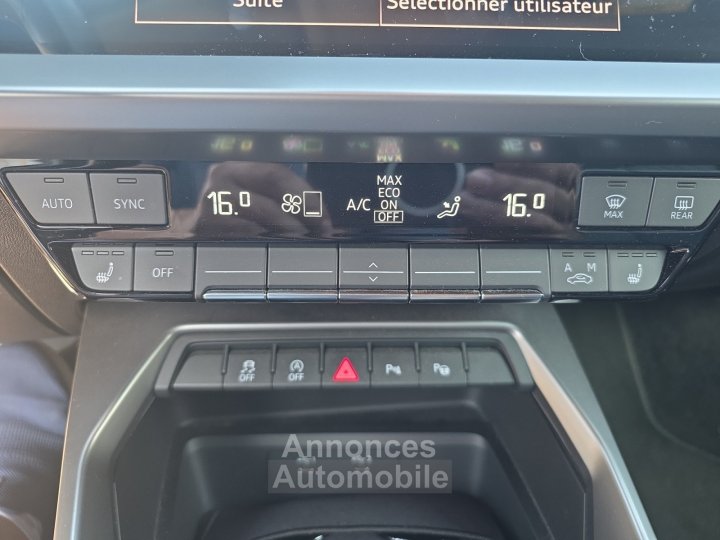 Suite
Sélectionner utilisateur
AUTO
SYNC
16.0
A/C
MAX
ECO
ON
OFF
16.0
MAX
REAR
OFF
A M
OFF
A
OFF
P
P
Annonces
Automobile